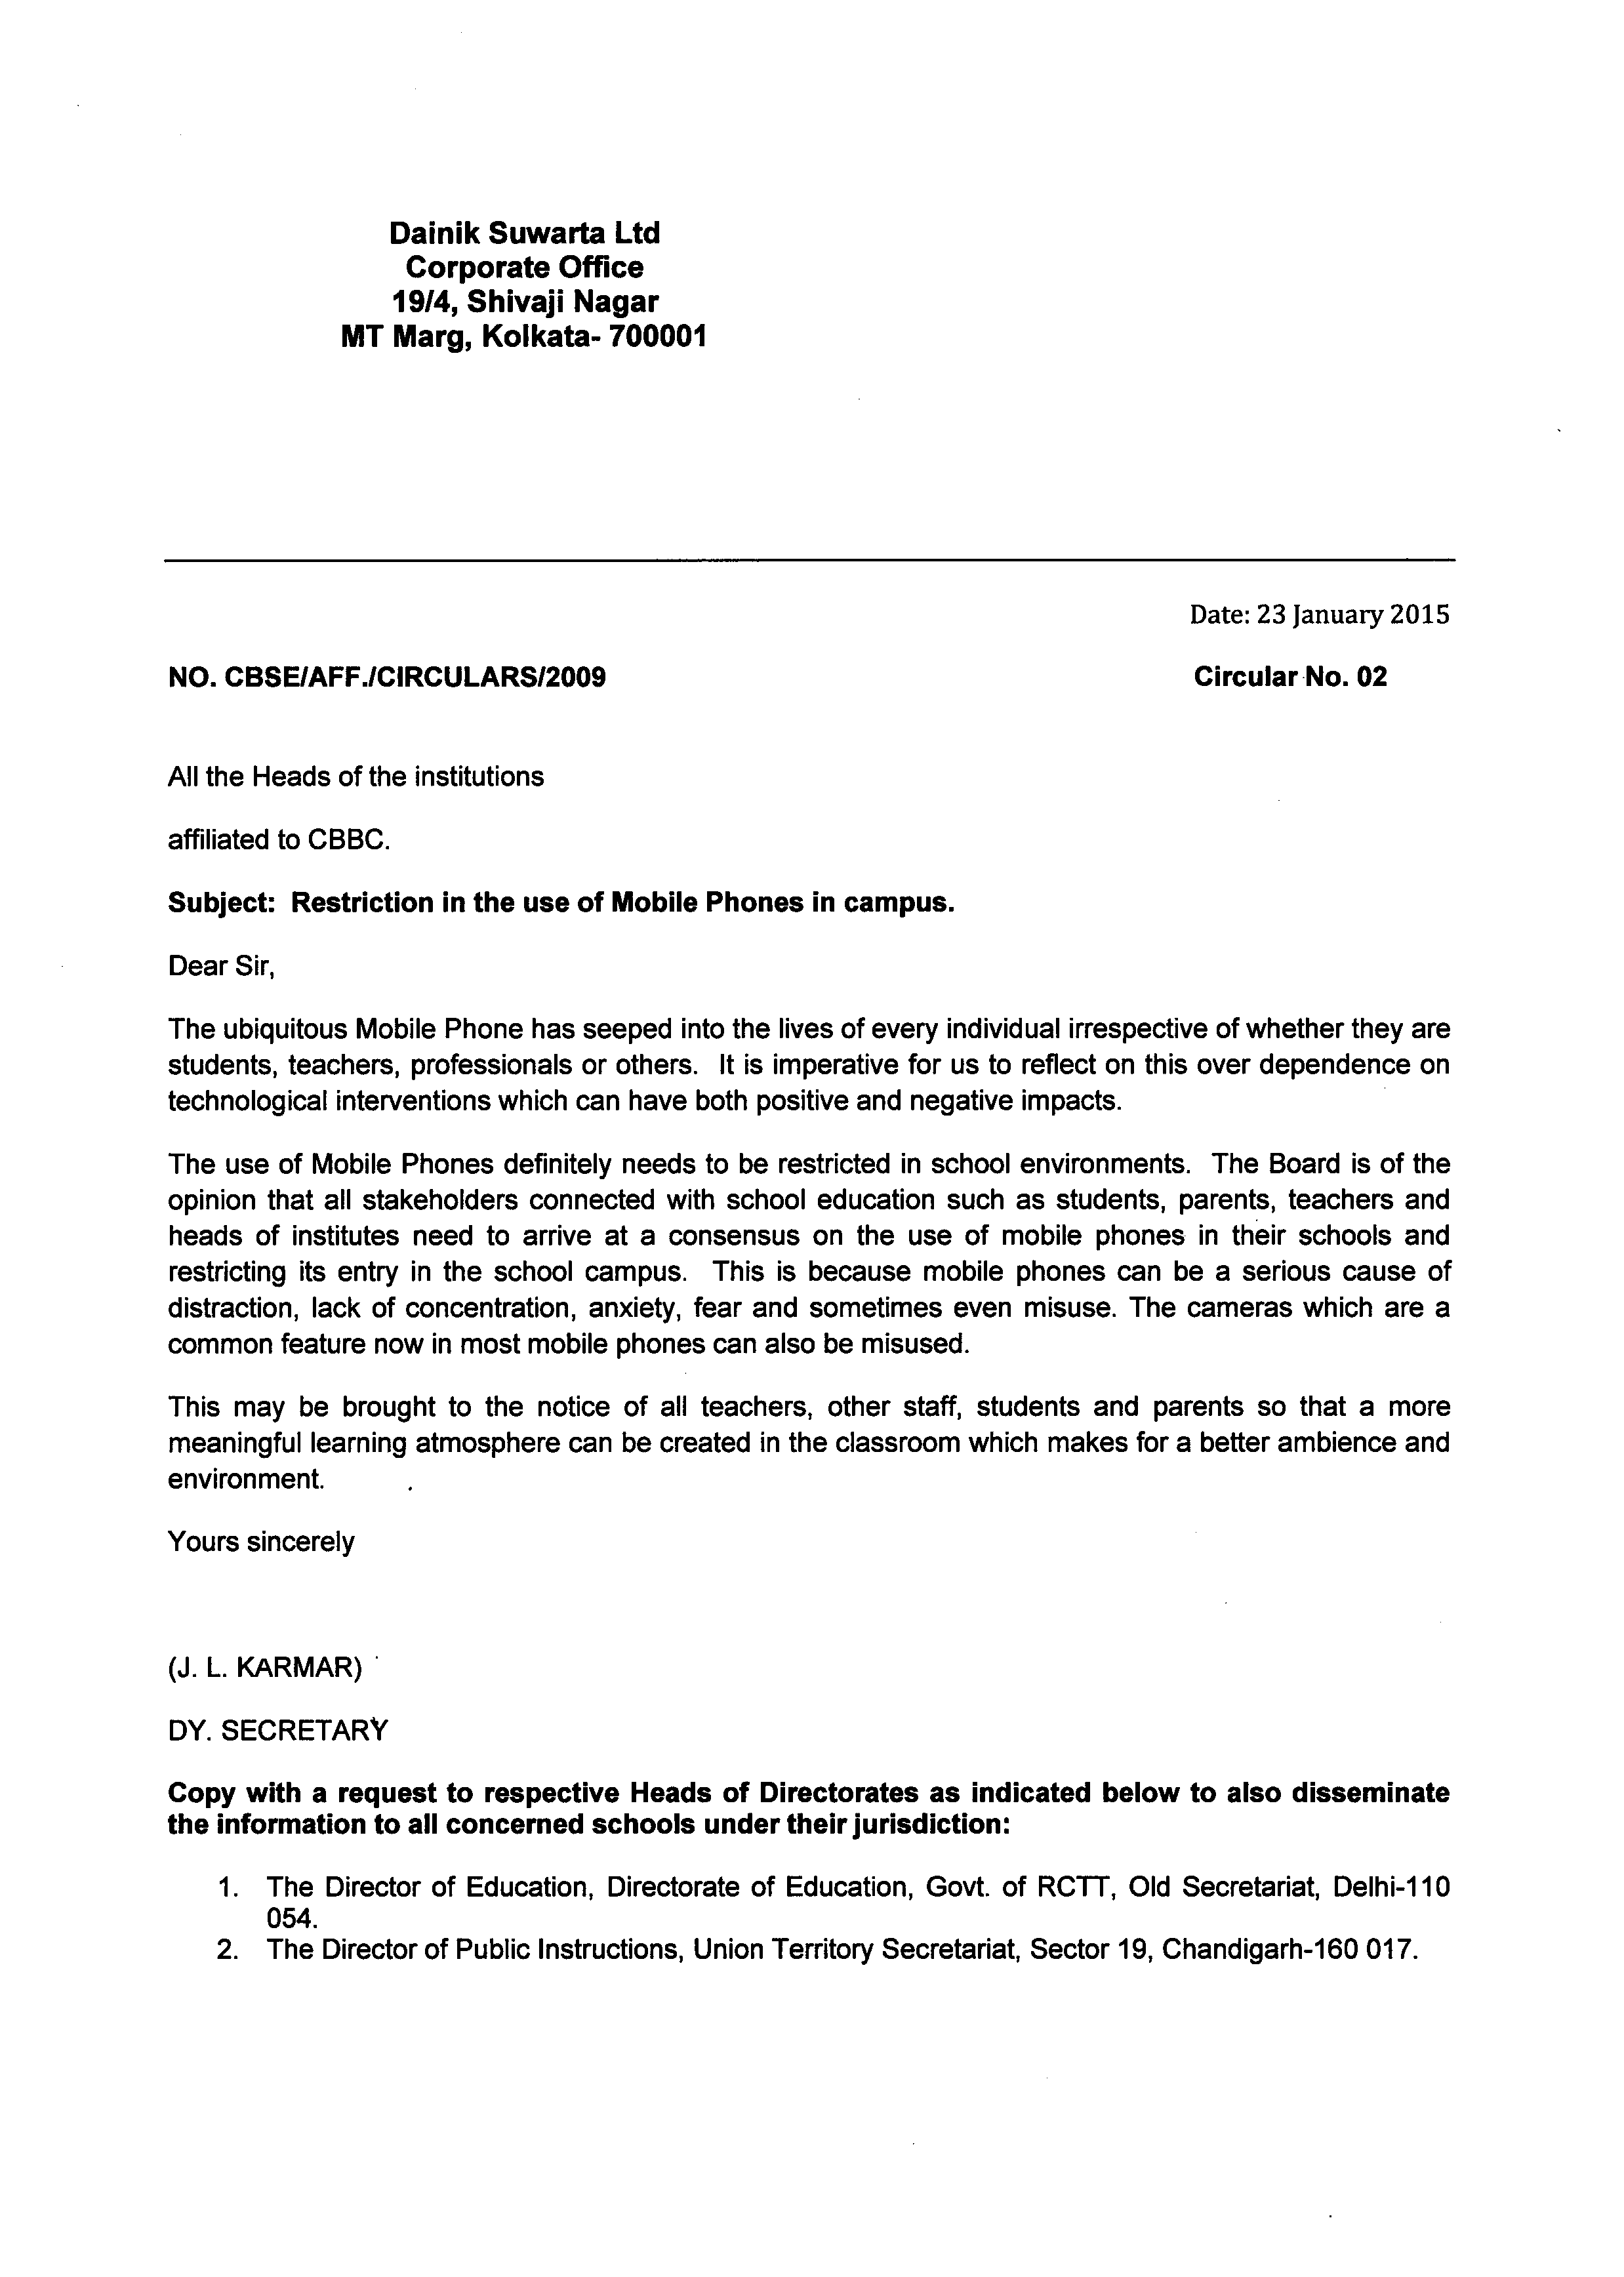 Dainik Suwarta Ltd
Corporate Office
19/4, Shivaji Nagar
MT Marg, Kolkata- 700001
Date: 23 January 2015
NO. CBSE/AFF./CIRCULARS/2009 Circular No. 02
All the Heads of the institutions
affiliated to CBBC.
Subject: Restriction in the use of Mobile Phones in campus.
Dear Sir,
The ubiquitous Mobile Phone has seeped into the lives of every individual irrespective of whether they are
students, teachers, professionals or others. It is imperative for us to reflect on this over dependence on
technological interventions which can have both positive and negative impacts.
The use of Mobile Phones definitely needs to be restricted in school environments. The Board is of the
opinion that all stakeholders connected with school education such as students, parents, teachers and
heads of institutes need to arrive at a consensus on the use of mobile phones in their schools and
restricting its entry in the school campus. This is because mobile phones can be a serious cause of
distraction, lack of concentration, anxiety, fear and sometimes even misuse. The cameras which are a
common feature now in most mobile phones can also be misused.
This may be brought to the notice of all teachers, other staff, students and parents so that a more
meaningful learning atmosphere can be created in the classroom which makes for a better ambience and
environment.
Yours sincerely
(J. L. KARMAR)
DY. SECRETARY
Copy with a request to respective Heads of Directorates as indicated below to also disseminate
the information to all concerned schools under their jurisdiction:
1. The Director of Education, Directorate of Education, Govt. of RCTT, Old Secretariat, Delhi-110
054.
2. The Director of Public Instructions, Union Territory Secretariat, Sector 19, Chandigarh-160 017.